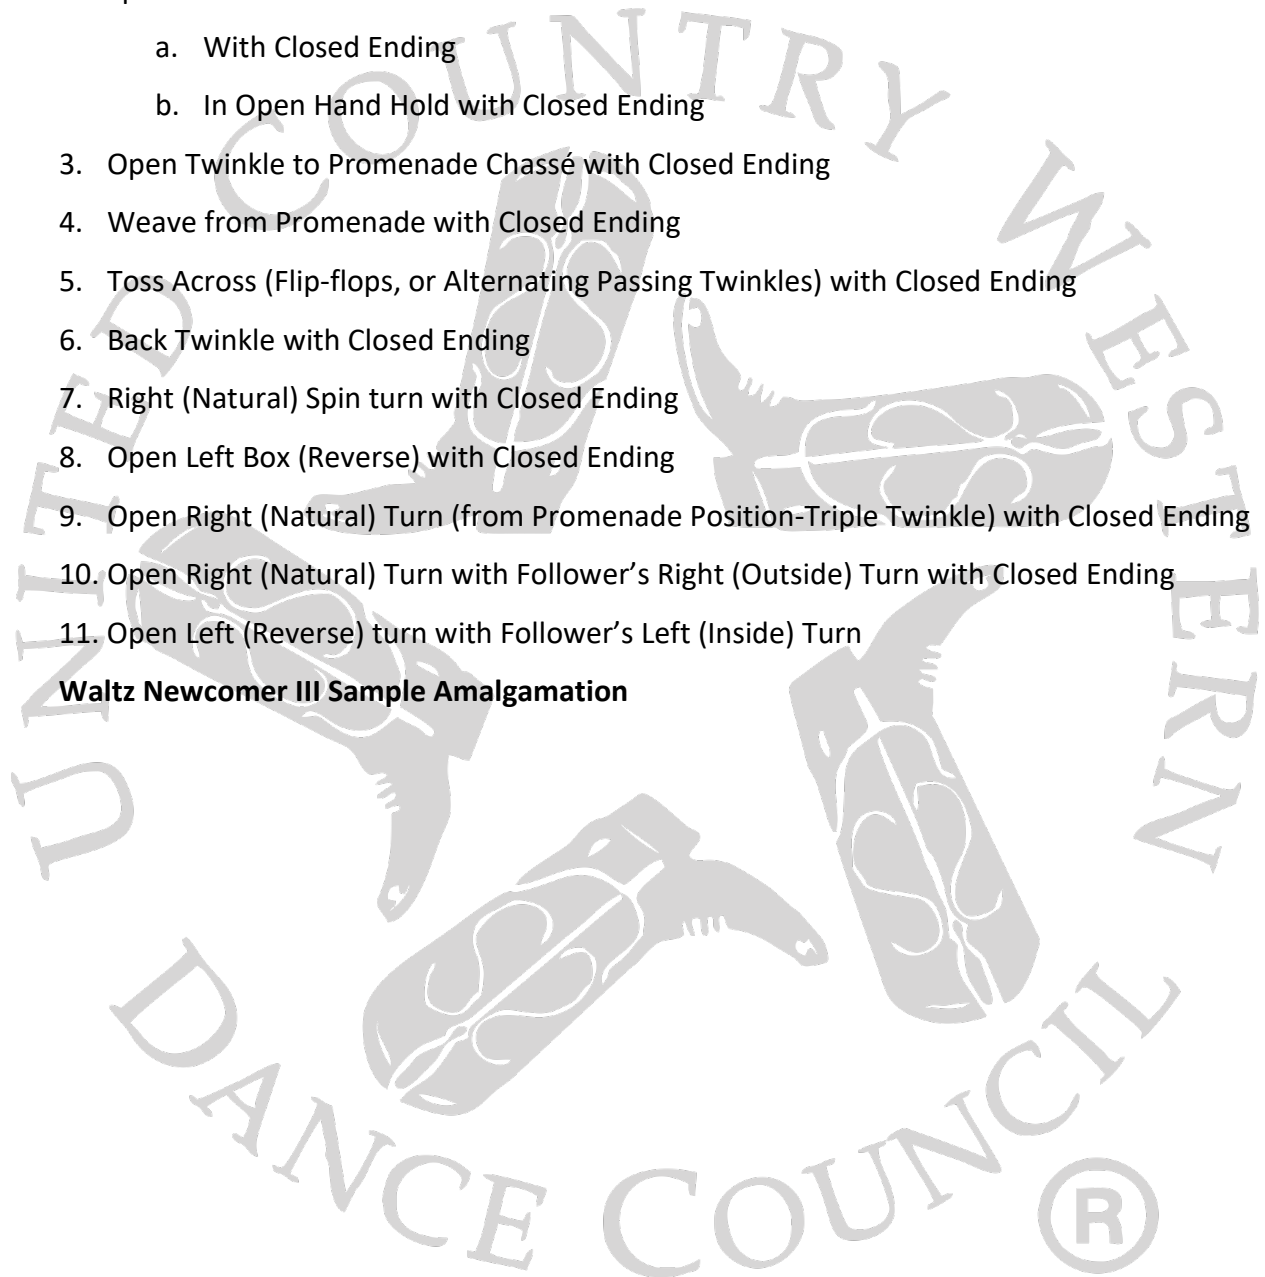 a. With Closed Ending
b. In Open Hand Hold with Closed Ending
3. Open Twinkle to Promenade Chassé with Closed Ending
4. Weave from Promenade with Closed Ending
5. Toss Across (Flip-flops, or Alternating Passing Twinkles) with Closed Ending
6. Back Twinkle with Closed Ending
7. Right (Natural) Spin turn with Closed Ending
8. Open Left Box (Reverse) with Closed Ending
9. Open Right (Natural) Turn (from Promenade Position-Triple Twinkle) with Closed Ending
10. Open Right (Natural) Turn with Follower’s Right (Outside) Turn with Closed Ending
11. Open Left (Reverse) turn with Follower’s Left (Inside) Turn
Waltz Newcomer III Sample Amalgamation
UNITED COUNTRY WESTERN
DANCE COUNCIL ®